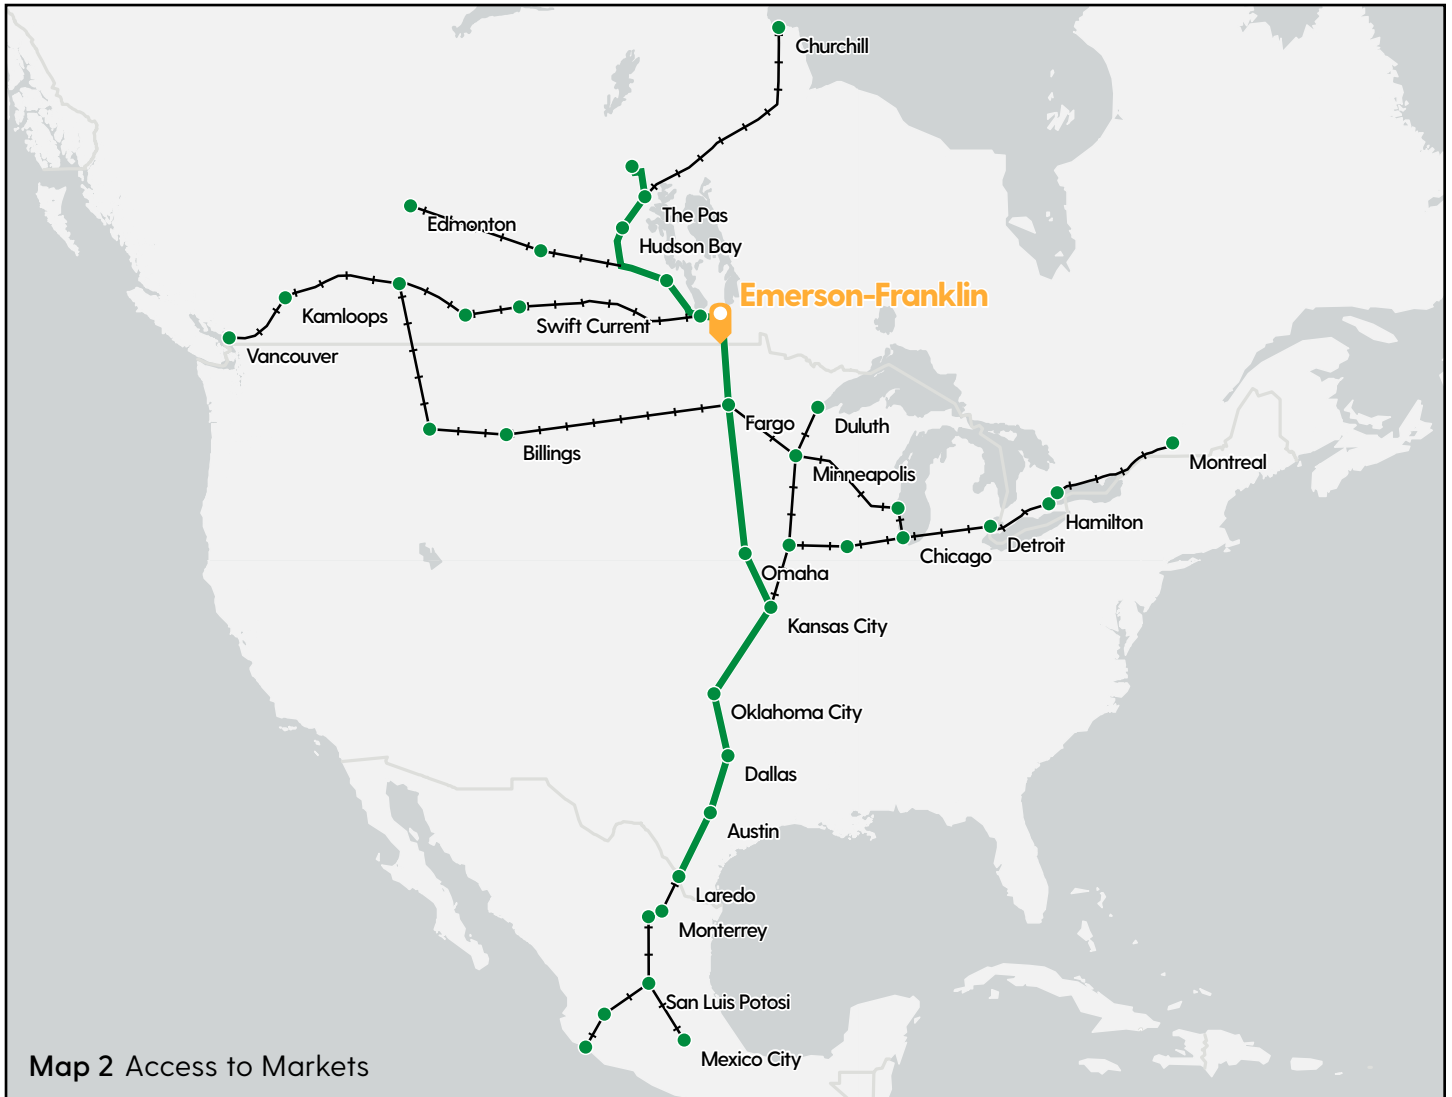 Churchill
The Pas
Edmonton
Hudson Bay
Emerson-Franklin
Kamloops
Swift Current
Vancouver
Fargo
Duluth
Billings
Minneapolis
Montreal
Hamilton
Detroit
Chicago
Omaha
Kansas City
Oklahoma City
Dallas
Austin
Laredo
Monterrey
San Luis Potosi
Mexico City
Map 2 Access to Markets